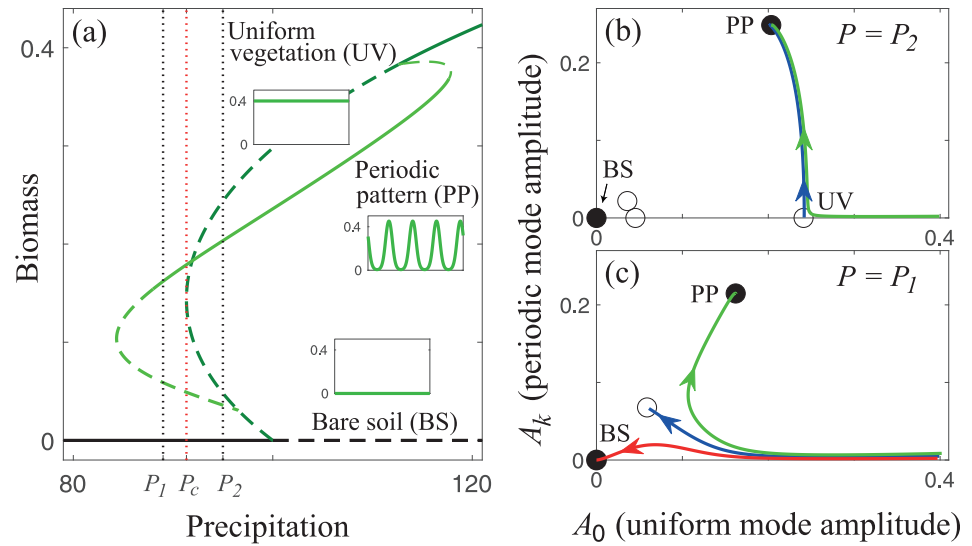 (a)
Uniform
vegetation (UV)
0.4
0
Periodic
pattern (PP)
0.4
0
0.4
0
Bare soil (BS)
0.4
0
Biomass
80
P1
Pc
P2
120
Precipitation
(b)
PP
P = P2
BS
UV
0.2
0
0
0.4
(c)
PP
P = P1
BS
0.2
0
0
0.4
Ak (periodic mode amplitude)
A0 (uniform mode amplitude)